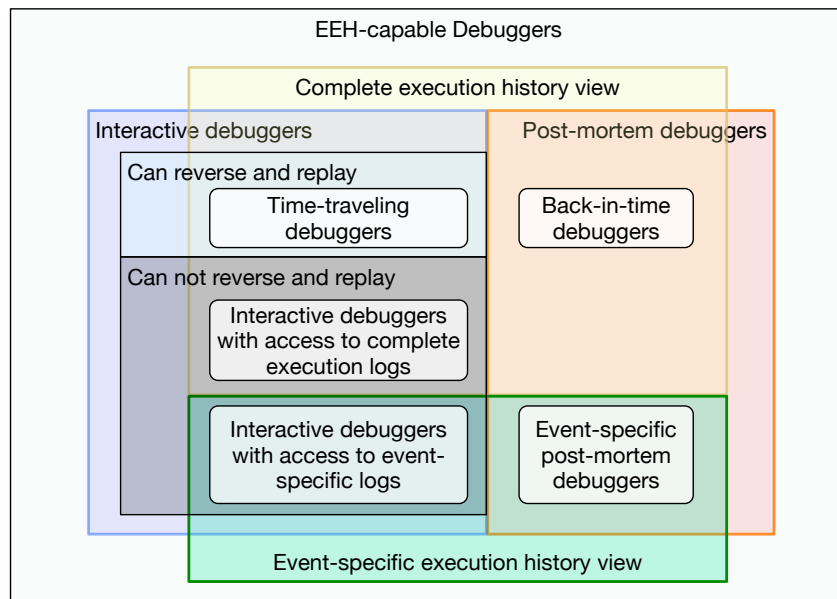 EEH-capable Debuggers
Complete execution history view
Interactive debuggers
Post-mortem debuggers
Can reverse and replay
Time-traveling
debuggers
Back-in-time
debuggers
Can not reverse and replay
Interactive debuggers
with access to complete
execution logs
Interactive debuggers
with access to event-
specific logs
Event-specific
post-mortem
debuggers
Event-specific execution history view